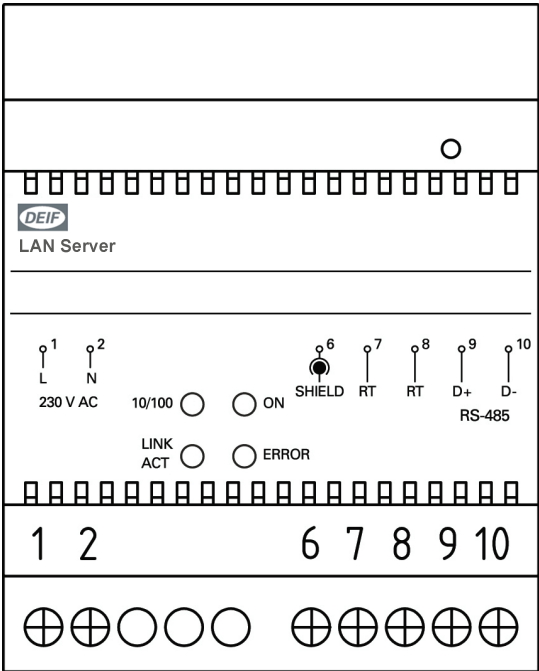 DEIF
LAN Server
1 2 6 7 8 9 10
L N SHIELD RT RT D+ D-
230 V AC 10/100 ON RS-485
LINK ACT ERROR
1 2 6 7 8 9 10